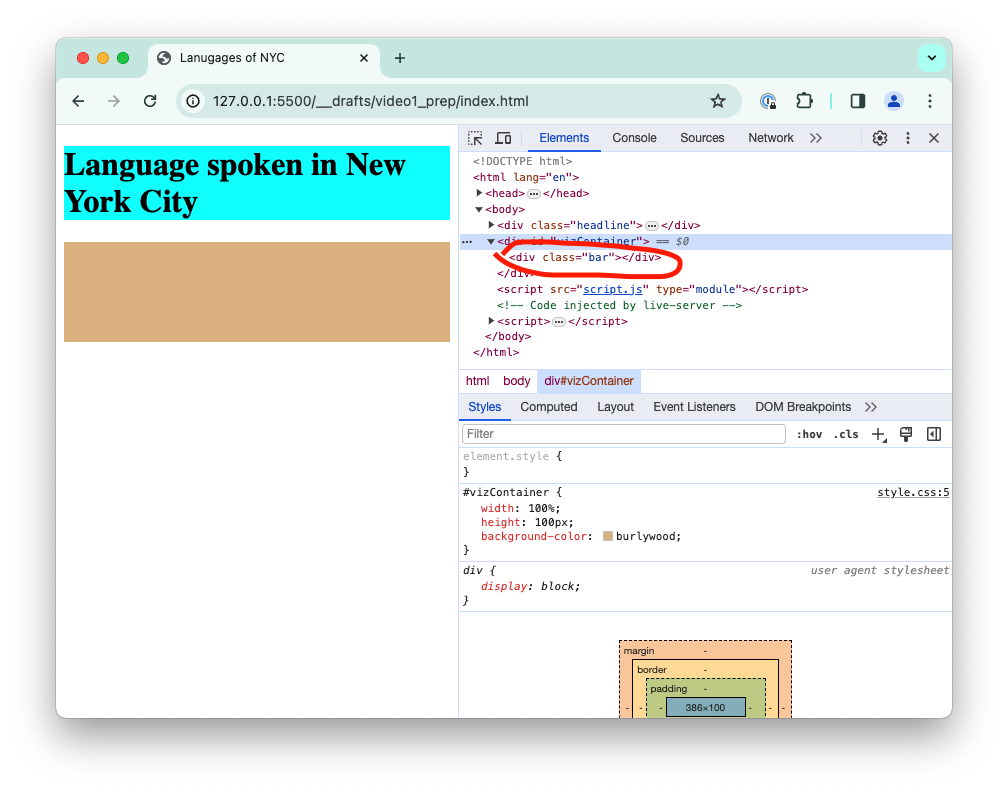 Lanugages of NYC
127.0.0.1:5500/__drafts/video1_prep/index.html
Language spoken in New
York City
Elements Console Sources Network
<!DOCTYPE html>
<html lang="en">
<head> ··· </head>
<body>
<div class="headline"> ··· </div>
··· <div id="vizContainer"> == $0
<div class="bar"></div>
</div>
<script src="script.js" type="module"></script>
<!-- Code injected by live-server -->
<script> ··· </script>
</body>
</html>
html body div#vizContainer
Styles Computed Layout Event Listeners DOM Breakpoints
Filter :hov .cls
element.style {
}
#vizContainer { style.css:5
width: 100%;
height: 100px;
background-color: burlywood;
}
div { user agent stylesheet
display: block;
}
margin -
border -
padding -
- - - 386×100 - - -